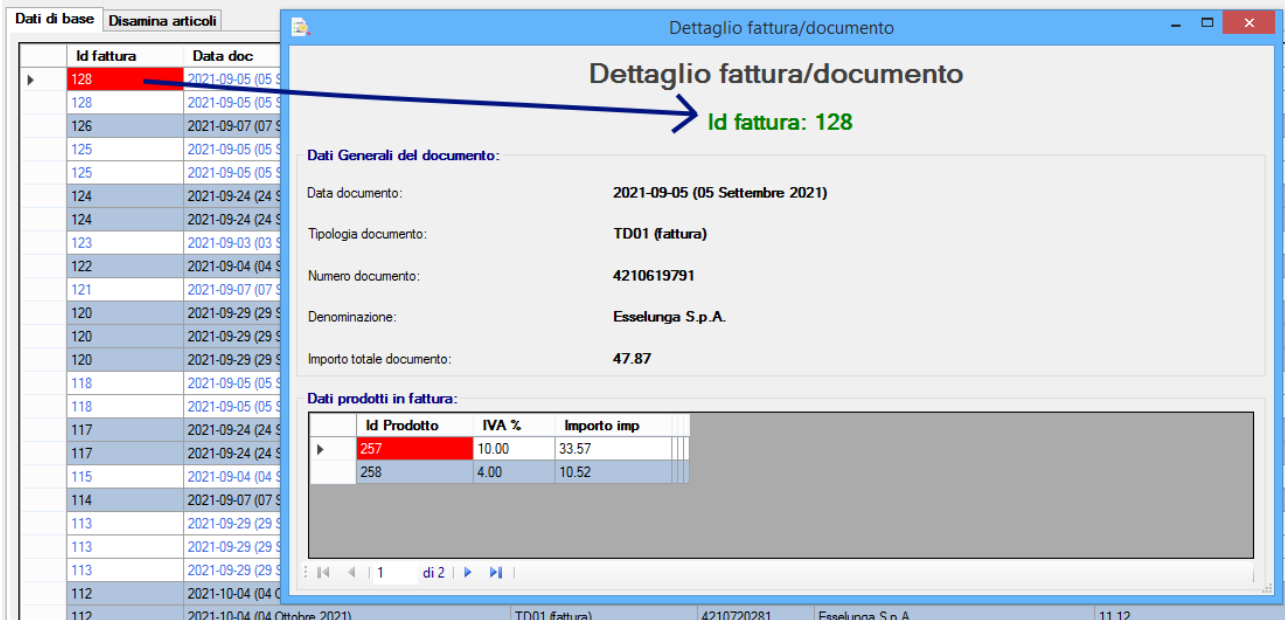 Dati di base Disamina articoli
Id fattura Data doc
128 2021-09-05 (05 S
128 2021-09-05 (05 S
126 2021-09-07 (07 S
125 2021-09-05 (05 S
125 2021-09-05 (05 S
124 2021-09-24 (24 S
124 2021-09-24 (24 S
123 2021-09-03 (03 S
122 2021-09-04 (04 S
121 2021-09-07 (07 S
120 2021-09-29 (29 S
120 2021-09-29 (29 S
120 2021-09-29 (29 S
118 2021-09-05 (05 S
118 2021-09-05 (05 S
117 2021-09-24 (24 S
117 2021-09-24 (24 S
115 2021-09-04 (04 S
114 2021-09-07 (07 S
113 2021-09-29 (29 S
113 2021-09-29 (29 S
113 2021-09-29 (29 S
112 2021-10-04 (04 O
112 2021-10-04 (04 Ottobre 2021) TD01 (fattura) 4210720281 Esselunga S.p.A. 11.12
Dettaglio fattura/documento
Dettaglio fattura/documento
Id fattura: 128
Dati Generali del documento:
Data documento: 2021-09-05 (05 Settembre 2021)
Tipologia documento: TD01 (fattura)
Numero documento: 4210619791
Denominazione: Esselunga S.p.A.
Importo totale documento: 47.87
Dati prodotti in fattura:
Id Prodotto IVA % Importo imp
257 10.00 33.57
258 4.00 10.52
1 di 2